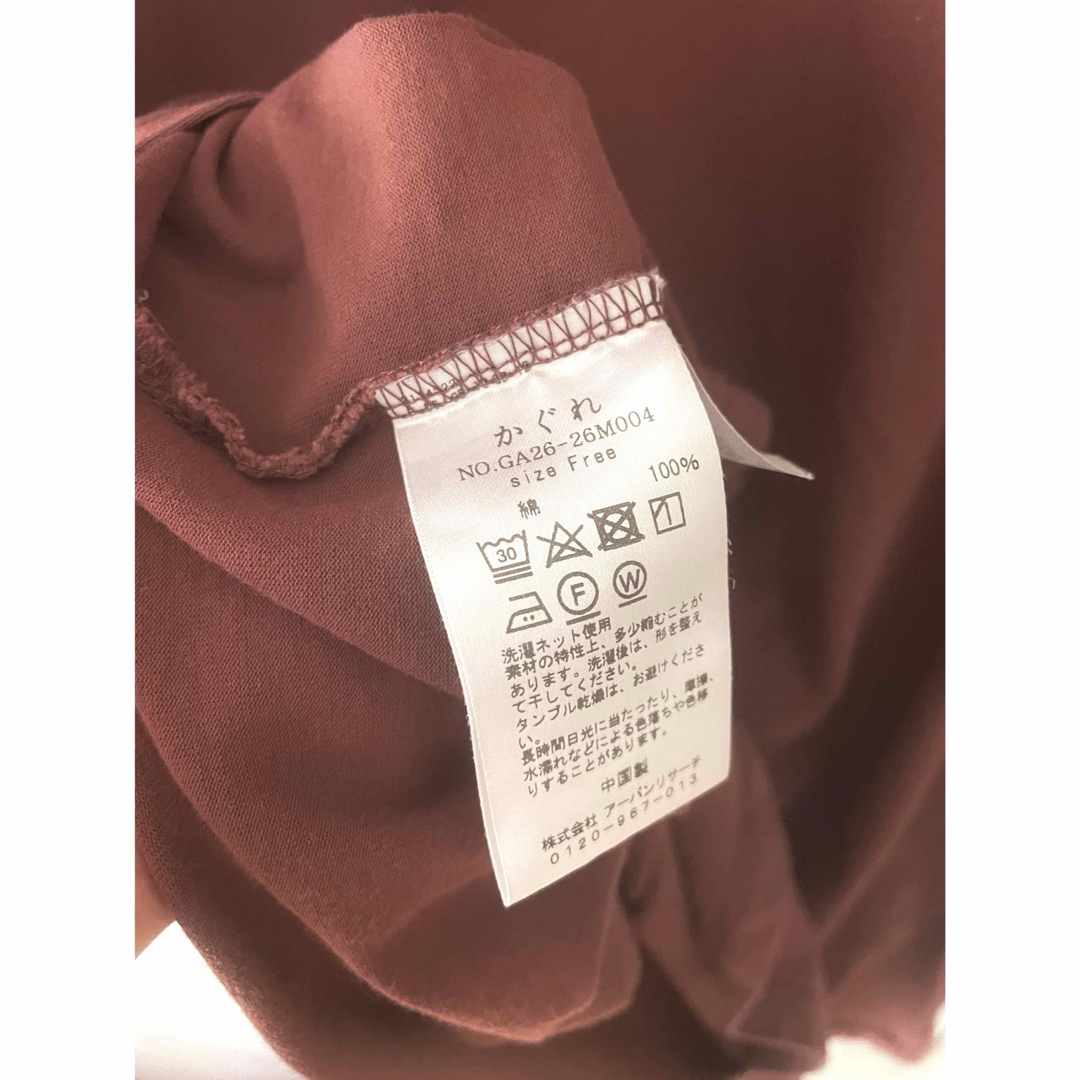 かぐれ
NO.GA26-26M004
size Free
綿 100%
30
F W
洗濯ネット使用
素材の特性上、多少縮むことが
あります。洗濯後は、形を整え
て干してください。
タンブル乾燥は、お避けくださ
い。
長時間日光に当たったり、摩擦、
水濡れなどによる色落ちや色移
りすることがあります。
中国製
株式会社 アーバンリサーチ
0120-967-013